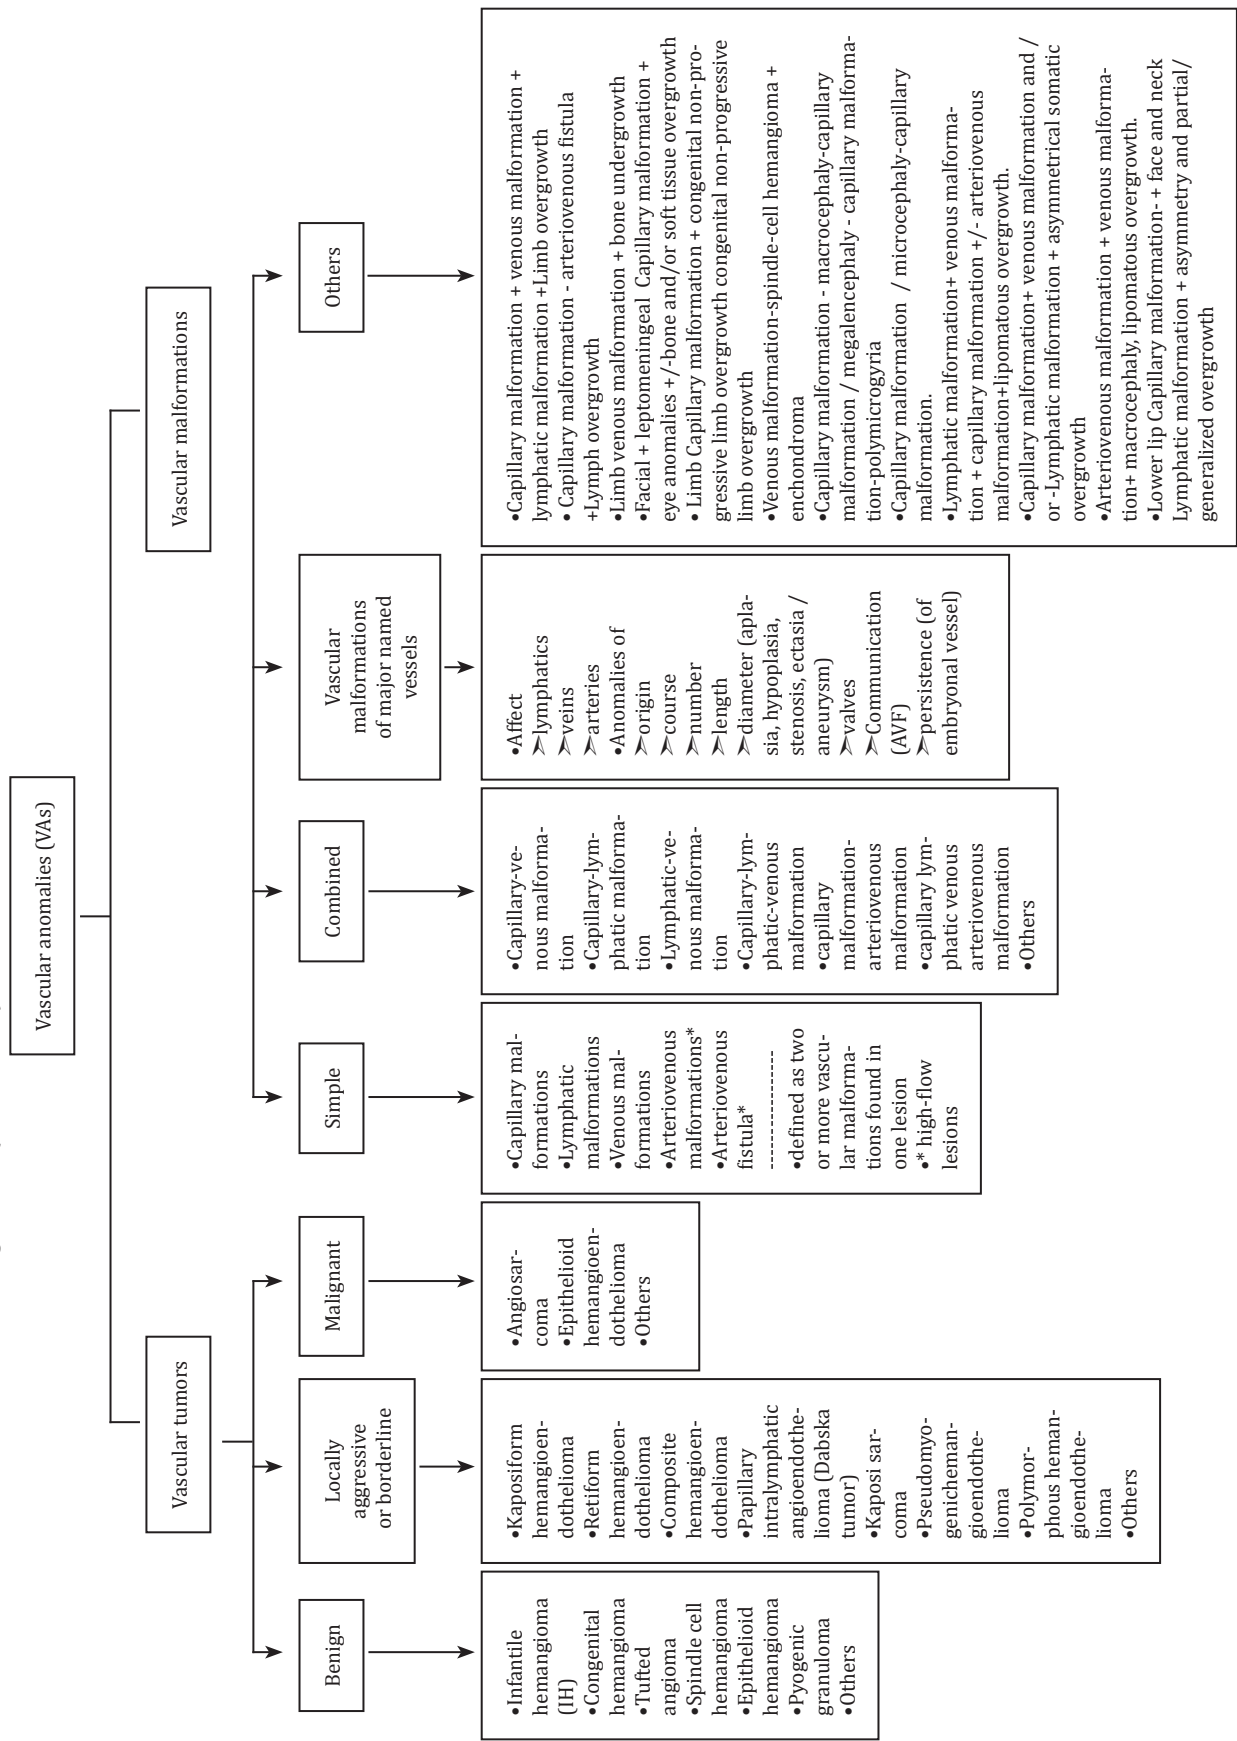 Vascular anomalies (VAs)
Vascular tumors
Vascular malformations
Benign
Locally
aggressive
or borderline
Malignant
Simple
Combined
Vascular
malformations
of major named
vessels
Others
•Infantile
hemangioma
(IH)
•Congenital
hemangioma
•Tufted
angioma
•Spindle cell
hemangioma
•Epithelioid
hemangioma
•Pyogenic
granuloma
•Others
•Kaposiform
hemangioen-
dothelioma
•Retiform
hemangioen-
dothelioma
•Composite
hemangioen-
dothelioma
•Papillary
intralymphatic
angioendothe-
lioma (Dabska
tumor)
•Kaposi sar-
coma
•Pseudomyo-
genicheman-
gioendothe-
lioma
•Polymor-
phous heman-
gioendothe-
lioma
•Others
•Angiosar-
coma
•Epithelioid
hemangioen-
dothelioma
•Others
•Capillary mal-
formations
•Lymphatic
malformations
•Venous mal-
formations
•Arteriovenous
malformations*
•Arteriovenous
fistula*
---------------
•defined as two
or more vascu-
lar malforma-
tions found in
one lesion
•* high-flow
lesions
•Capillary-ve-
nous malforma-
tion
•Capillary-lym-
phatic malforma-
tion
•Lymphatic-ve-
nous malforma-
tion
•Capillary-lym-
phatic-venous
malformation
•capillary
malformation-
arteriovenous
malformation
•capillary lym-
phatic venous
arteriovenous
malformation
•Others
•Affect
➢lymphatics
➢veins
➢arteries
•Anomalies of
➢origin
➢course
➢number
➢length
➢diameter (apla-
sia, hypoplasia,
stenosis, ectasia /
aneurysm)
➢valves
➢Communication
(AVF)
➢persistence (of
embryonal vessel)
•Capillary malformation + venous malformation +
lymphatic malformation +Limb overgrowth
• Capillary malformation - arteriovenous fistula
+Lymph overgrowth
•Limb venous malformation + bone undergrowth
•Facial + leptomeningeal Capillary malformation +
eye anomalies +/-bone and/or soft tissue overgrowth
• Limb Capillary malformation + congenital non-pro-
gressive limb overgrowth congenital non-progressive
limb overgrowth
•Venous malformation-spindle-cell hemangioma +
enchondroma
•Capillary malformation - macrocephaly-capillary
malformation / megalencephaly - capillary malforma-
tion-polymicrogyria
•Capillary malformation / microcephaly-capillary
malformation.
•Lymphatic malformation+ venous malforma-
tion + capillary malformation +/- arteriovenous
malformation+lipomatous overgrowth.
•Capillary malformation+ venous malformation and /
or -Lymphatic malformation + asymmetrical somatic
overgrowth
•Arteriovenous malformation + venous malforma-
tion+ macrocephaly, lipomatous overgrowth.
•Lower lip Capillary malformation- + face and neck
Lymphatic malformation + asymmetry and partial/
generalized overgrowth